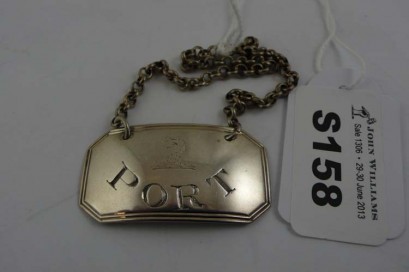 PORT
JOHN WILLIAMS
Sale 1306 • 29-30 June 2013
S158